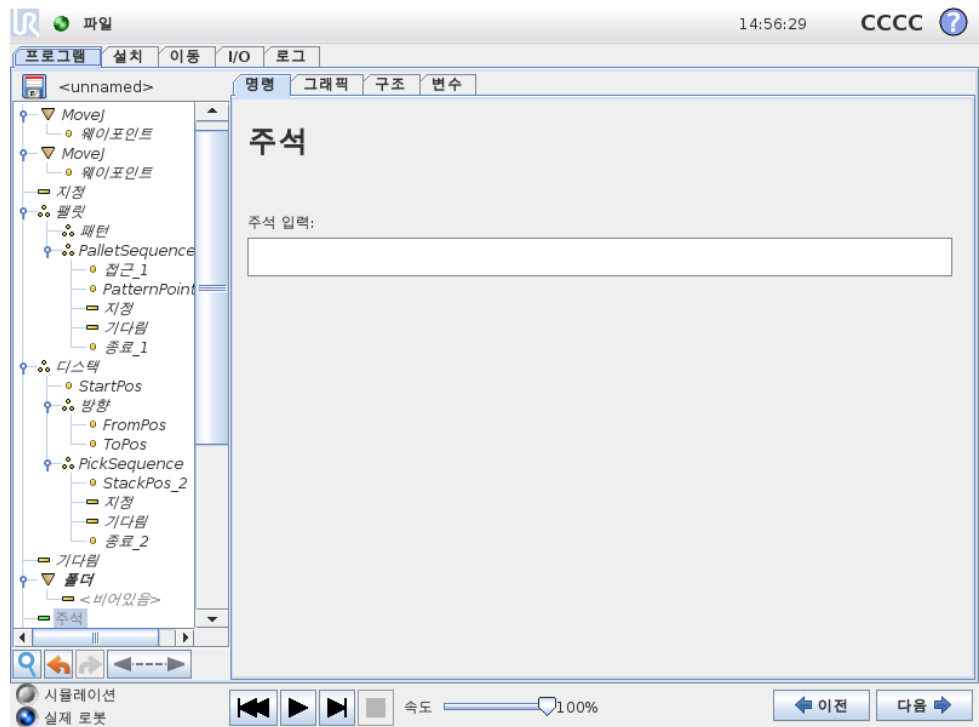 UR 파일 14:56:29 CCCC ?
프로그램 설치 이동 I/O 로그
<unnamed>
명령 그래픽 구조 변수
MoveJ
웨이포인트
MoveJ
웨이포인트
지정
팰릿
패턴
PalletSequence
접근_1
PatternPoint
지정
기다림
종료_1
디스택
StartPos
방향
FromPos
ToPos
PickSequence
StackPos_2
지정
기다림
종료_2
기다림
폴더
<비어있음>
주석
주석
주석 입력:
시뮬레이션
실제 로봇
속도 100%
이전 다음